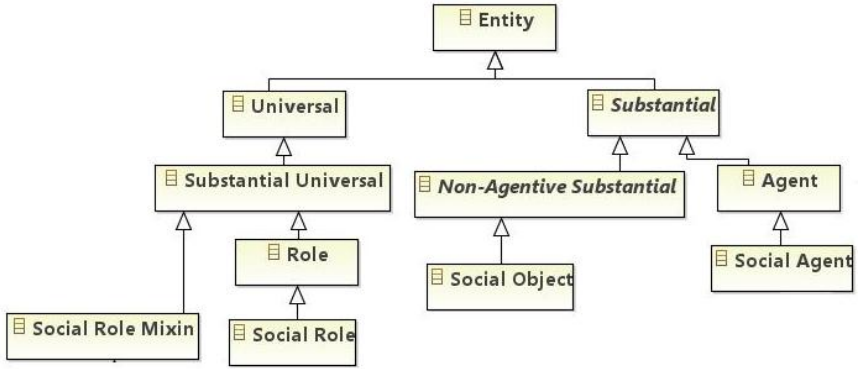 Entity
Universal
Substantial
Substantial Universal
Non-Agentive Substantial
Agent
Role
Social Object
Social Agent
Social Role Mixin
Social Role